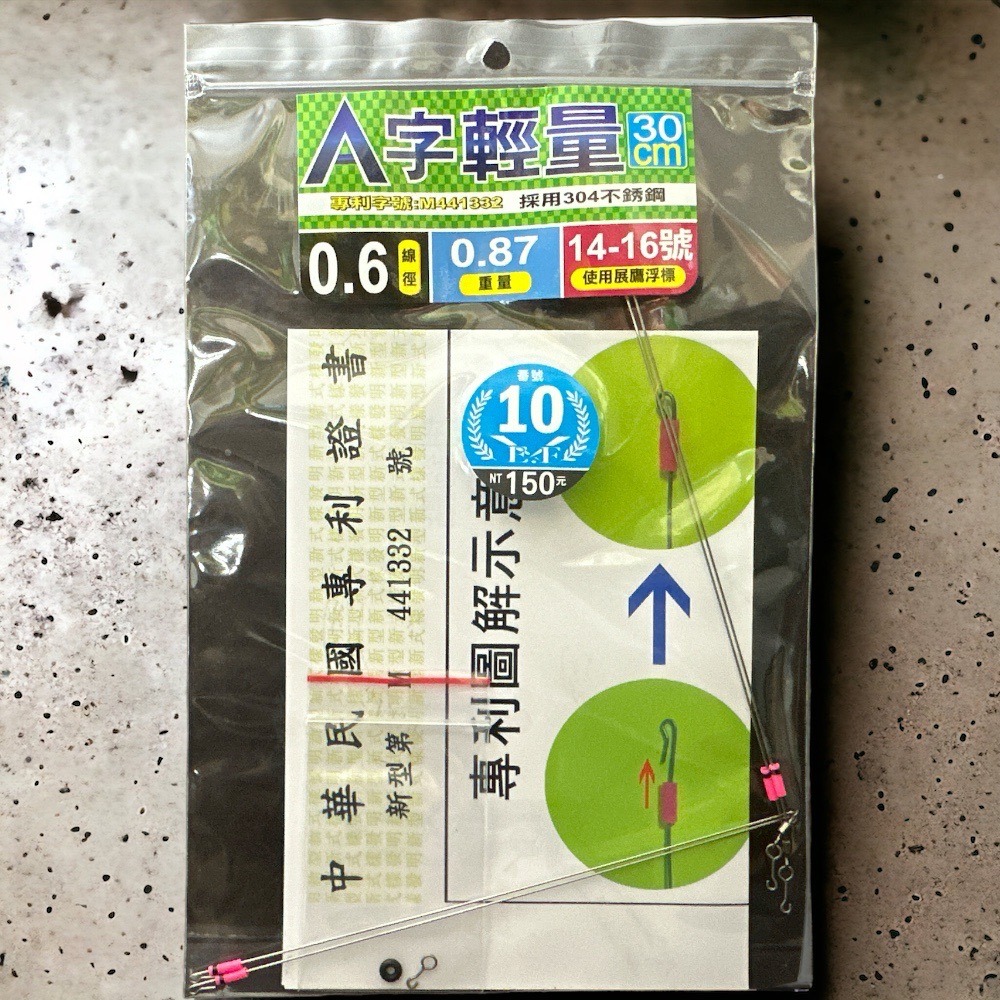 A字輕量 30cm
專利字號:M441332 採用304不銹鋼
0.6 線徑
0.87 重量
14-16號 使用展鷹浮標
番號
10
EXF
NT150元
中華民國專利證書
新型第 M 441332 號
專利圖解示意